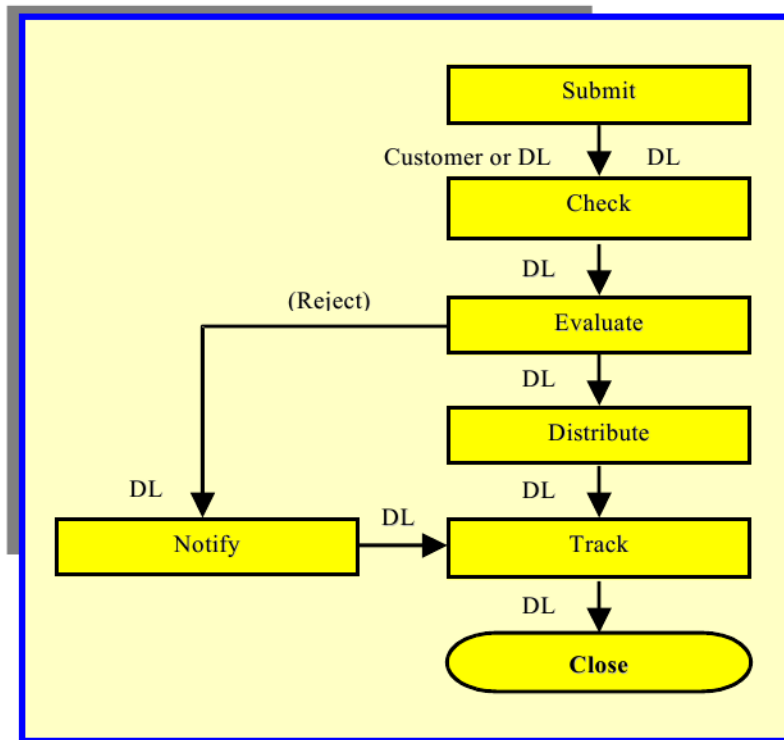 Submit
Customer or DL DL
Check
DL
(Reject)
Evaluate
DL
Distribute
DL
DL
DL
Notify
Track
DL
Close